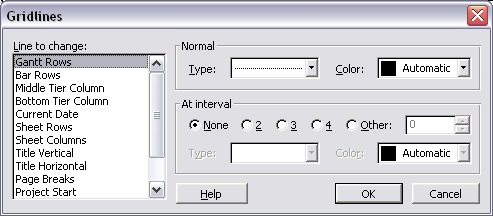 Gridlines
Line to change:
Gantt Rows
Bar Rows
Middle Tier Column
Bottom Tier Column
Current Date
Sheet Rows
Sheet Columns
Title Vertical
Title Horizontal
Page Breaks
Project Start
Normal
Type:
Color: Automatic
At interval
None 2 3 4 Other: 0
Type:
Color: Automatic
Help OK Cancel